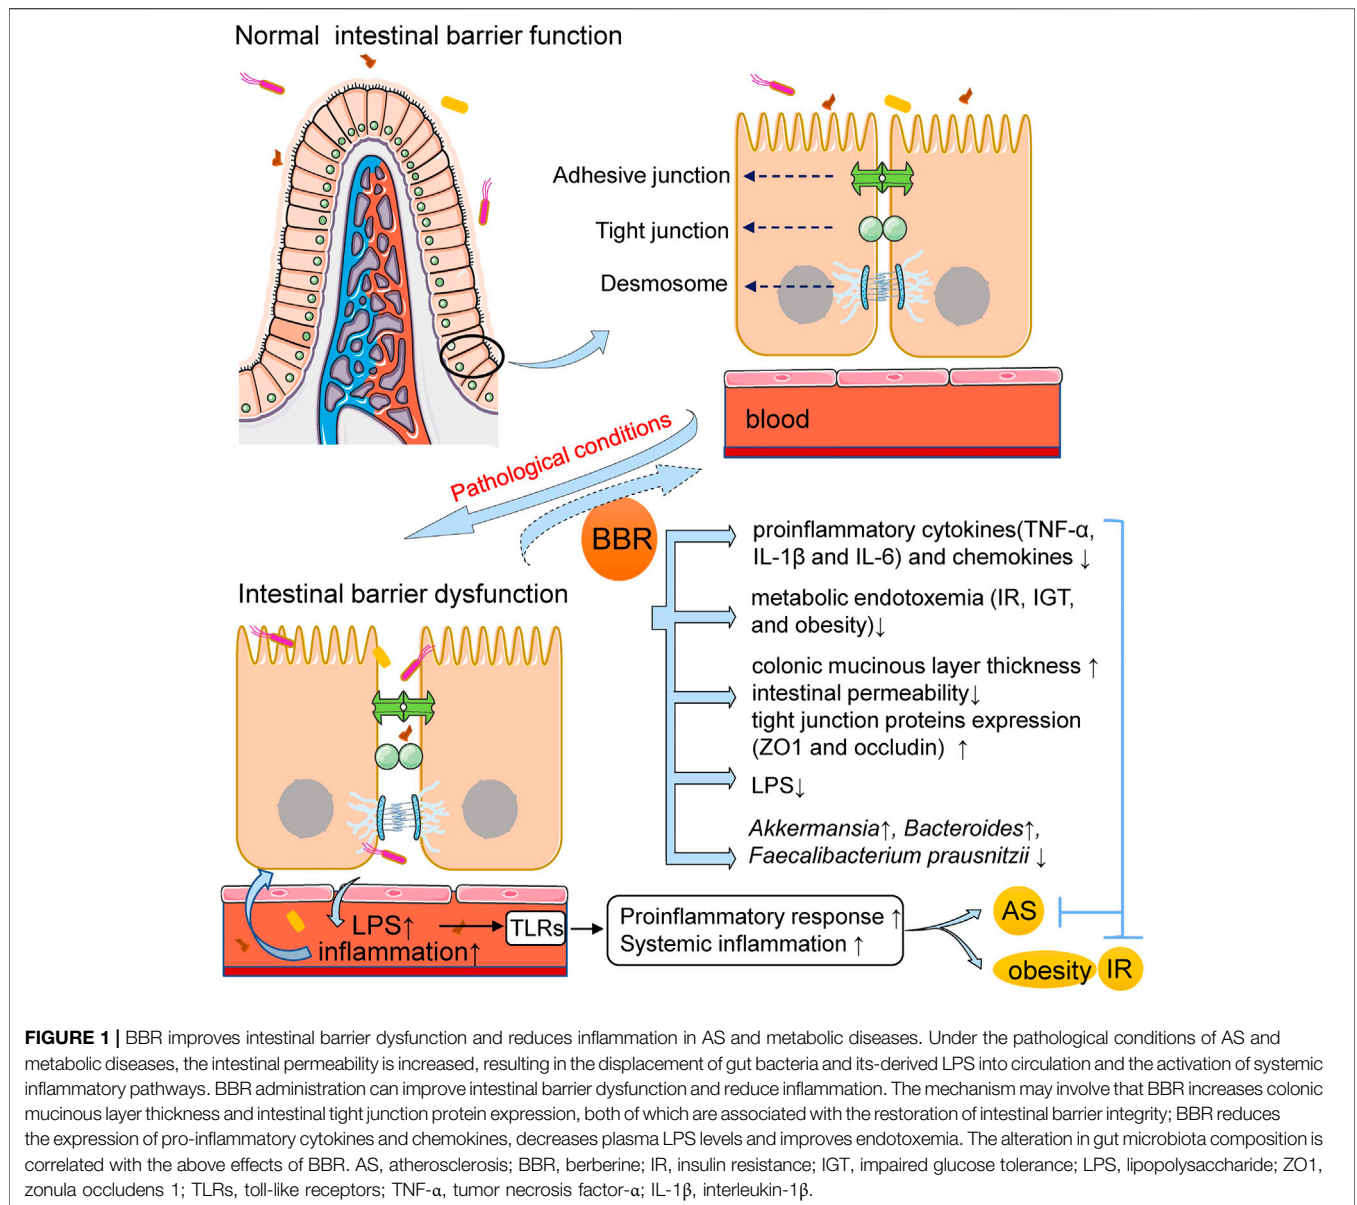 Normal intestinal barrier function
Adhesive junction
Tight junction
Desmosome
blood
Pathological conditions
BBR
proinflammatory cytokines(TNF-α,
IL-1β and IL-6) and chemokines ↓
metabolic endotoxemia (IR, IGT,
and obesity)↓
colonic mucinous layer thickness ↑
intestinal permeability↓
tight junction proteins expression
(ZO1 and occludin) ↑
LPS↓
Akkermansia↑, Bacteroides↑,
Faecalibacterium prausnitzii ↓
Intestinal barrier dysfunction
LPS↑
inflammation↑
TLRs
Proinflammatory response ↑
Systemic inflammation ↑
AS
obesity
IR
FIGURE 1 | BBR improves intestinal barrier dysfunction and reduces inflammation in AS and metabolic diseases. Under the pathological conditions of AS and
metabolic diseases, the intestinal permeability is increased, resulting in the displacement of gut bacteria and its-derived LPS into circulation and the activation of systemic
inflammatory pathways. BBR administration can improve intestinal barrier dysfunction and reduce inflammation. The mechanism may involve that BBR increases colonic
mucinous layer thickness and intestinal tight junction protein expression, both of which are associated with the restoration of intestinal barrier integrity; BBR reduces
the expression of pro-inflammatory cytokines and chemokines, decreases plasma LPS levels and improves endotoxemia. The alteration in gut microbiota composition is
correlated with the above effects of BBR. AS, atherosclerosis; BBR, berberine; IR, insulin resistance; IGT, impaired glucose tolerance; LPS, lipopolysaccharide; ZO1,
zonula occludens 1; TLRs, toll-like receptors; TNF-α, tumor necrosis factor-α; IL-1β, interleukin-1β.